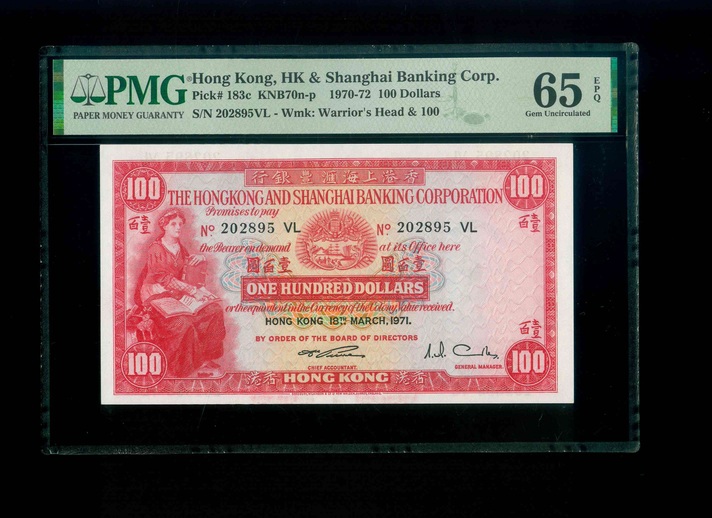 PMG
PAPER MONEY GUARANTY
Hong Kong, HK & Shanghai Banking Corp.
Pick# 183c KNB70n-p 1970-72 100 Dollars
S/N 202895VL - Wmk: Warrior's Head & 100
65 EPQ
Gem Uncirculated
行銀豐滙海上港香
100 100
THE HONGKONG AND SHANGHAI BANKING CORPORATION
Promises to pay
壹百 壹百
No. 202895 VL No. 202895 VL
the Bearer on demand at its Office here
圓百壹 圓百壹
ONE HUNDRED DOLLARS
or the equivalent in the Currency of the Colony, Value received.
HONG KONG 18TH MARCH, 1971.
壹百
BY ORDER OF THE BOARD OF DIRECTORS
CHIEF ACCOUNTANT. GENERAL MANAGER.
100 100
港香 HONG KONG 港香